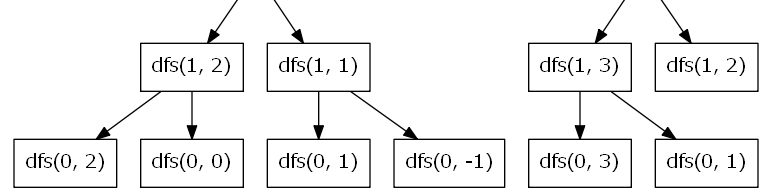 dfs(1, 2) dfs(1, 1) dfs(1, 3) dfs(1, 2)
dfs(0, 2) dfs(0, 0) dfs(0, 1) dfs(0, -1) dfs(0, 3) dfs(0, 1)